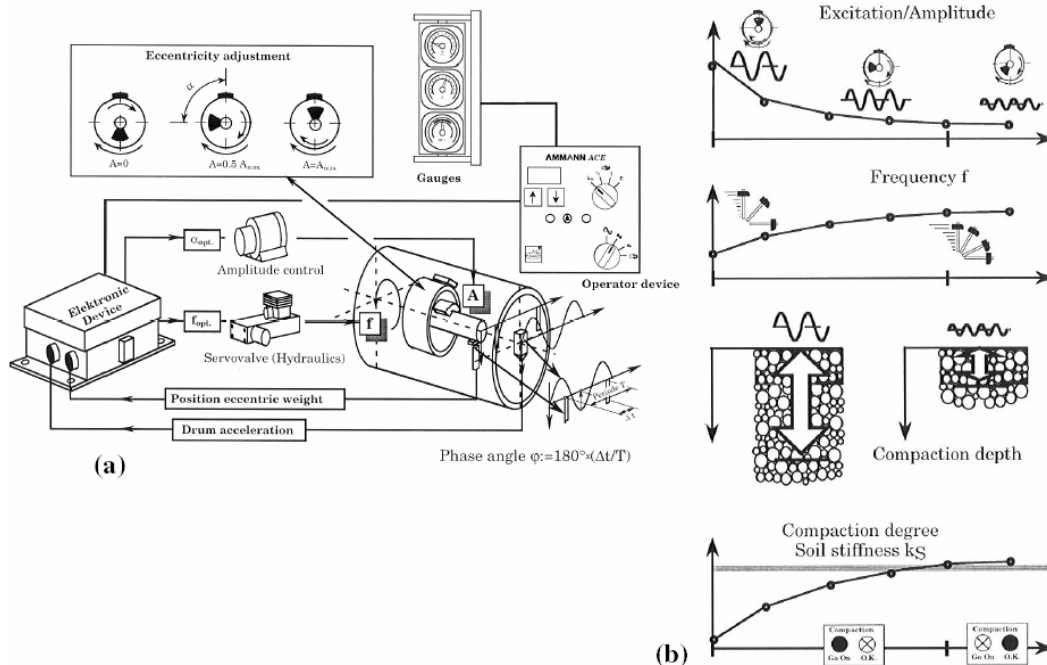 Eccentricity adjustment
α
A=0
A=0.5 Amax
A=Amax
Gauges
AMMANN ACE
A
Operator device
αopt.
Amplitude control
Elektronic
Device
fopt.
Servovalve (Hydraulics)
A
f
Periode T
Δt
Position eccentric weight
Drum acceleration
(a)
Phase angle φ:=180°×(Δt/T)
Excitation/Amplitude
Frequency f
Compaction depth
Compaction degree
Soil stiffness kS
Compaction
Go On O.K.
Compaction
Go On O.K.
(b)